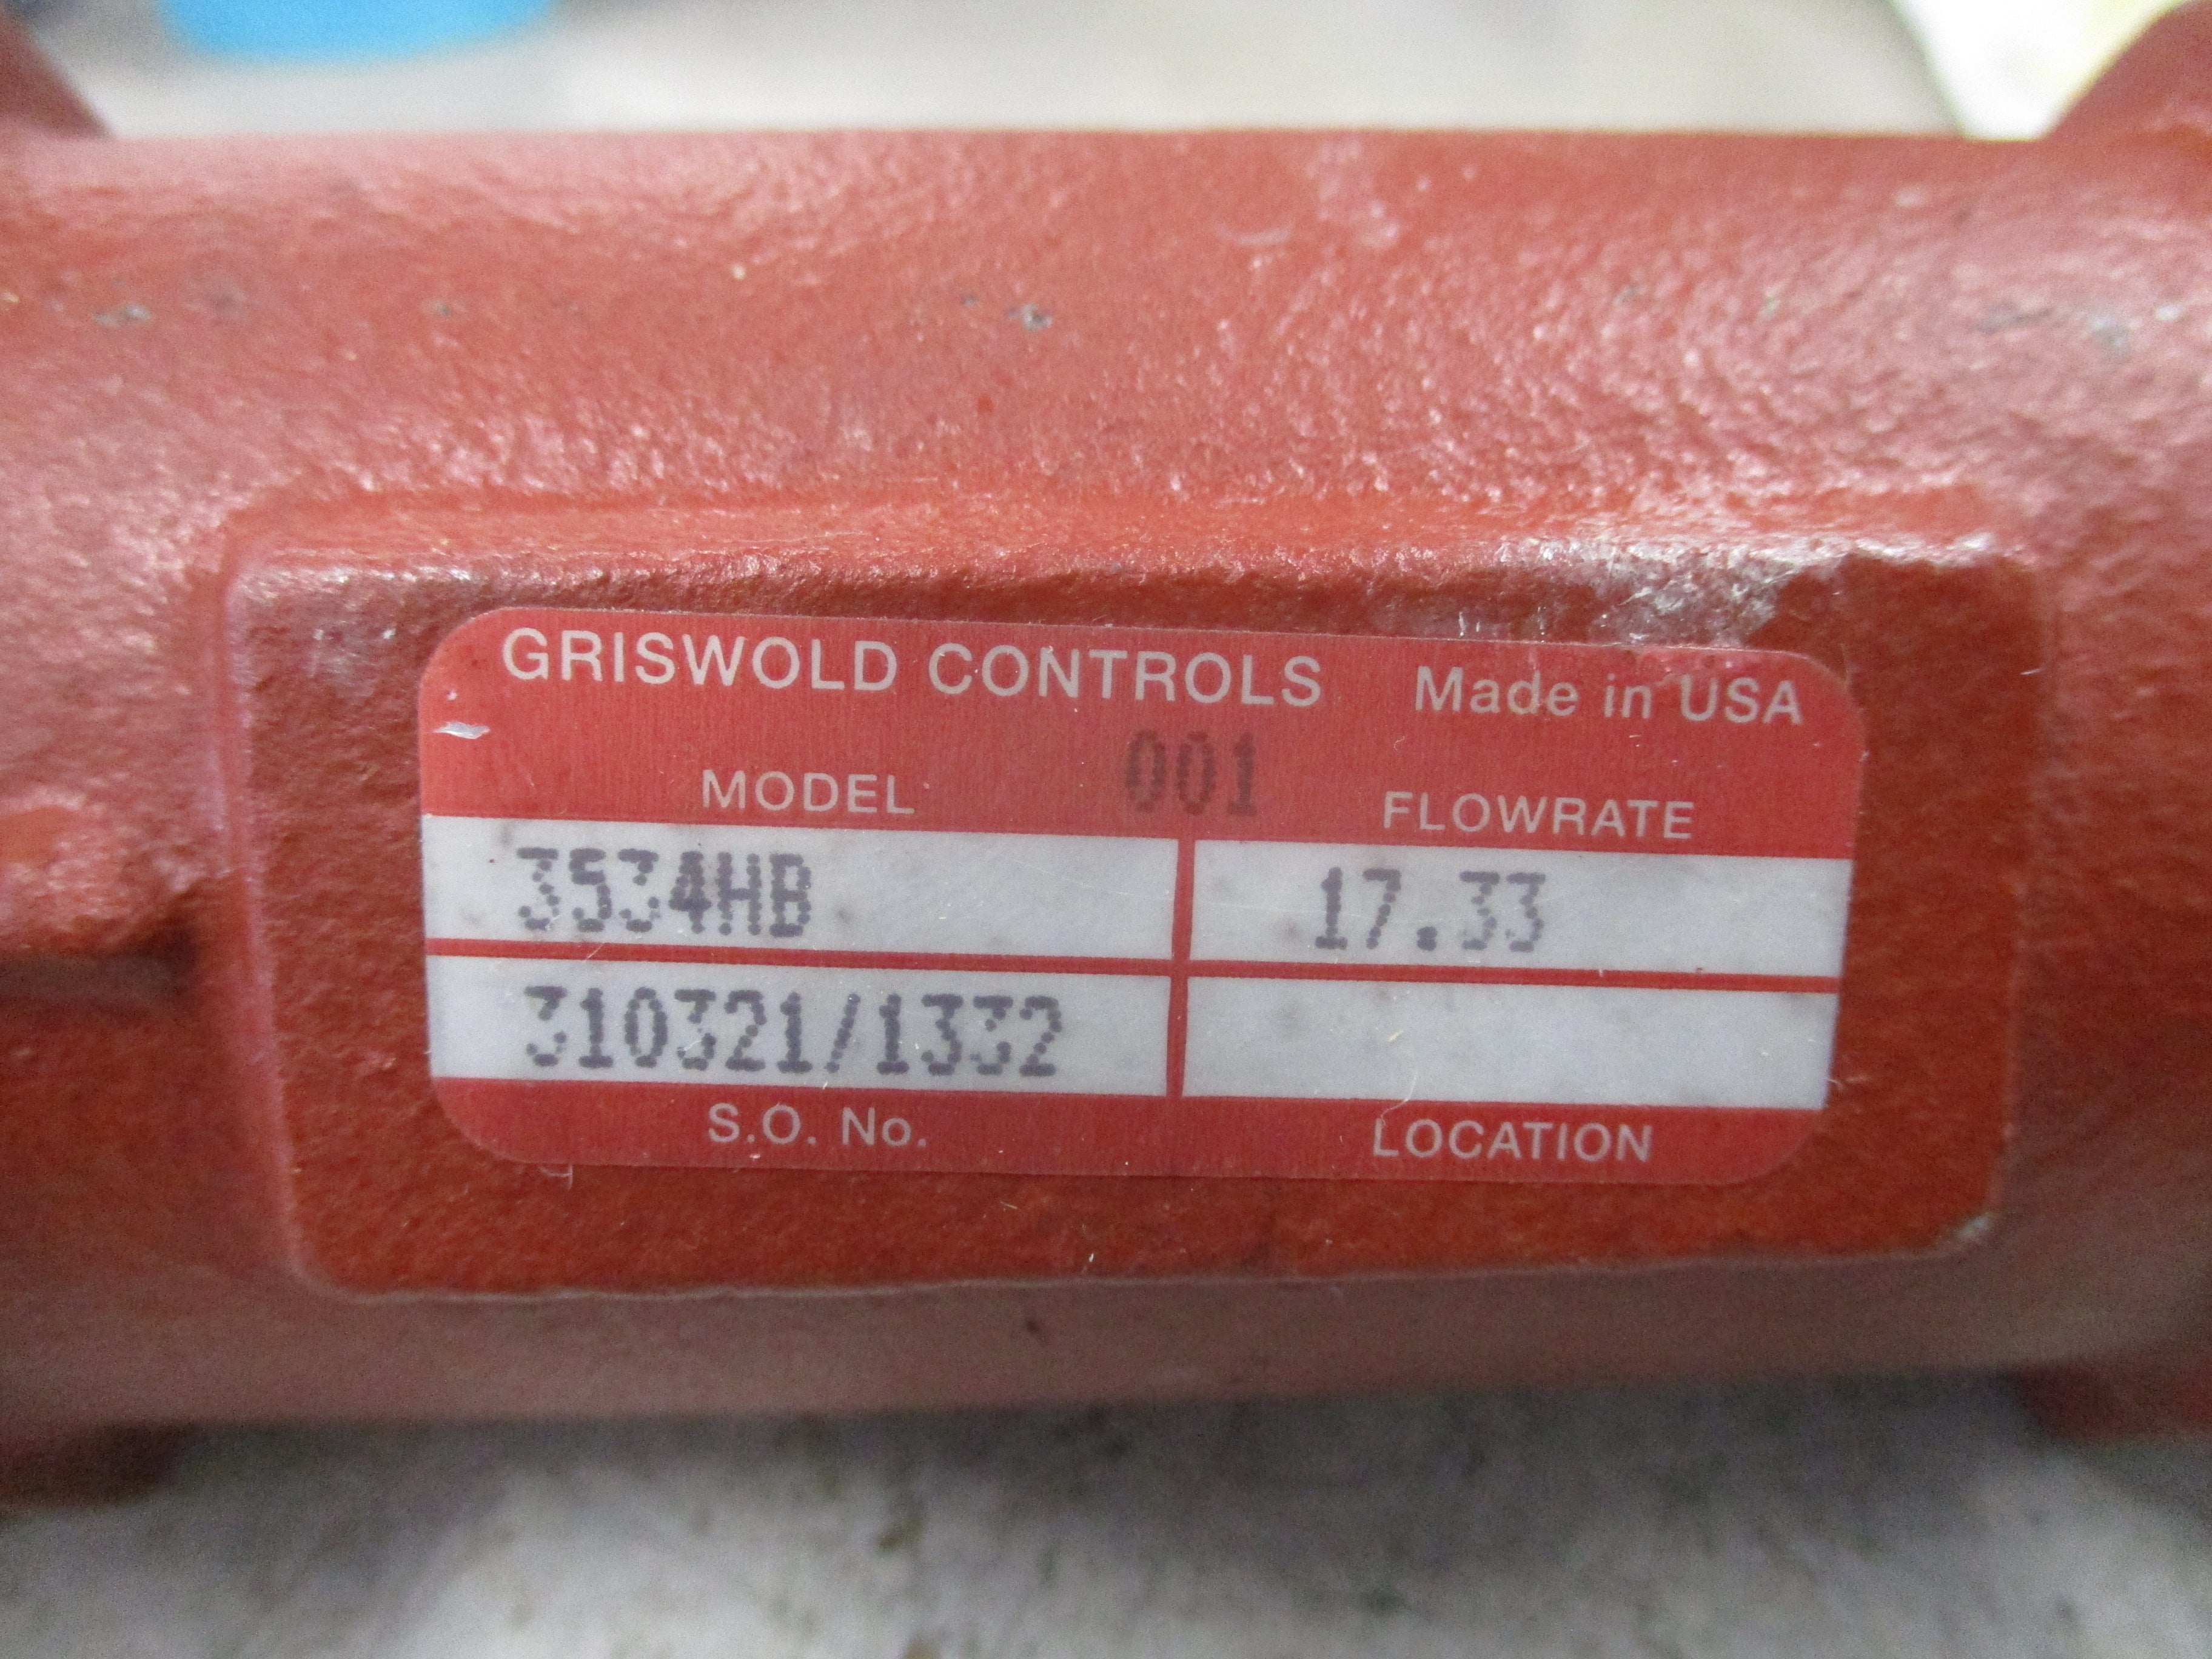 GRISWOLD CONTROLS Made in USA
001
MODEL FLOWRATE
3534HB 17.33
310321/1332
S.O. No. LOCATION